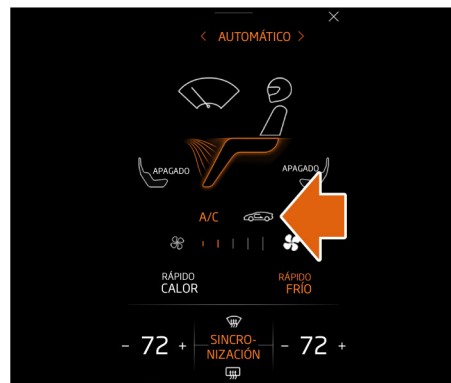 < AUTOMÁTICO >
APAGADO
APAGADO
A/C
RÁPIDO
CALOR
RÁPIDO
FRÍO
- 72 +
SINCRO-
NIZACIÓN
- 72 +